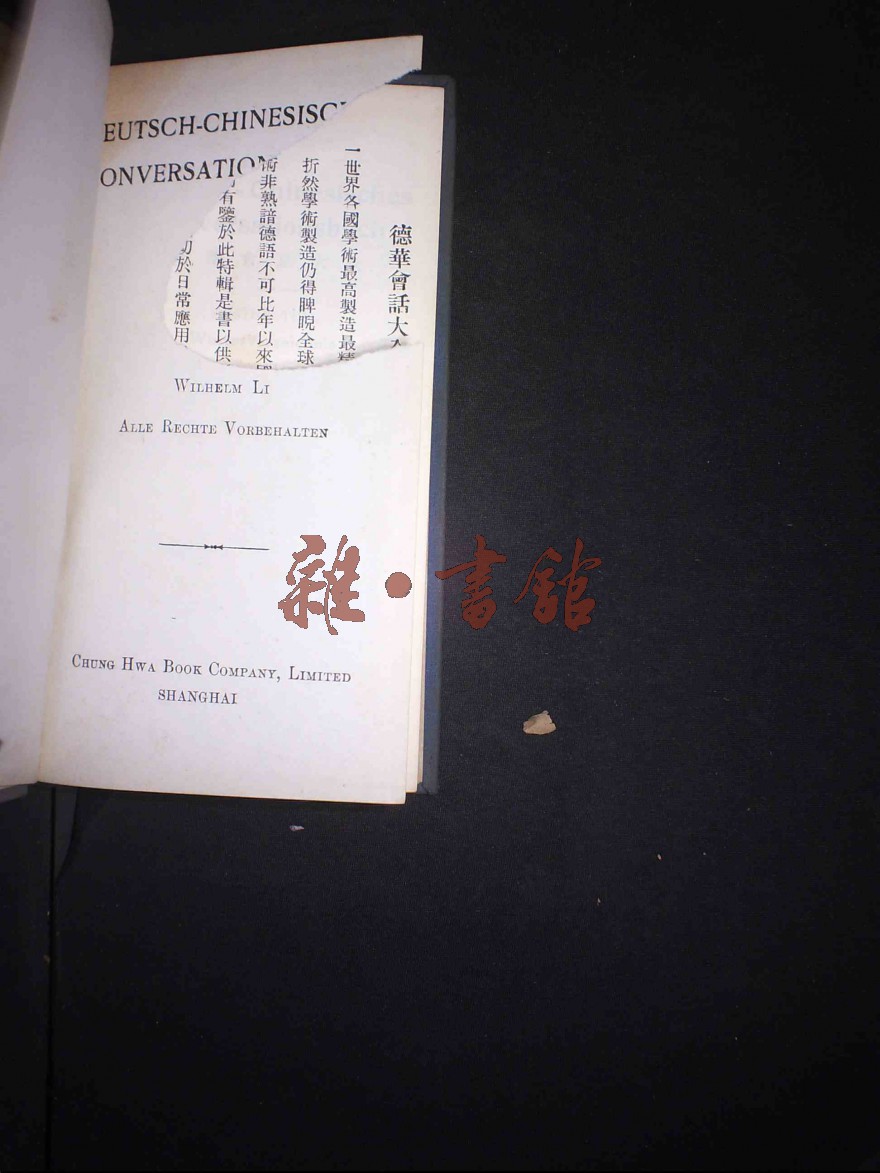 EUTSCH-CHINESISCH
ONVERSATION
德華會話大
一世界各國學術最高製造最精
折然學術製造仍得睥睨全球
術非熟諳德語不可比年以來國
有鑒於此特輯是書以供
於日常應用
WILHELM LI
ALLE RECHTE VORBEHALTEN
CHUNG HWA BOOK COMPANY, LIMITED
SHANGHAI
雜·書館